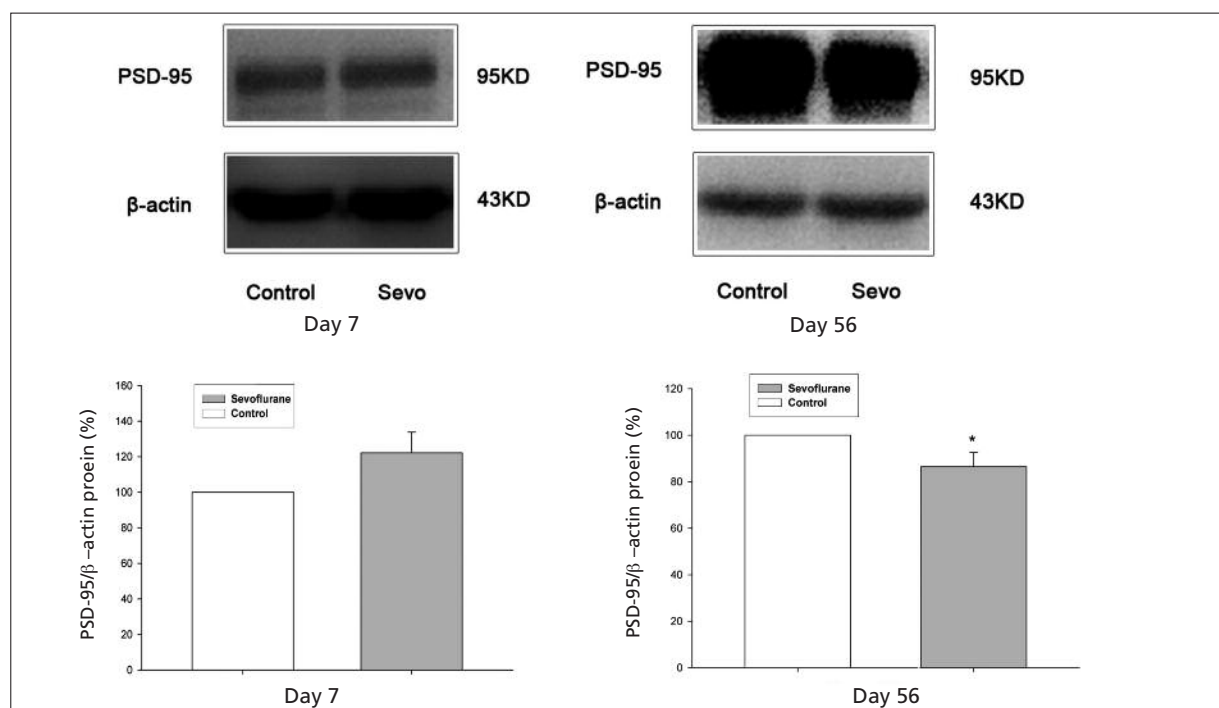 PSD-95 95KD
β-actin 43KD
Control Sevo
Day 7
PSD-95 95KD
β-actin 43KD
Control Sevo
Day 56
PSD-95/β –actin proein (%)
160
140
120
100
80
60
40
20
0
Sevoflurane
Control
Day 7
PSD-95/β –actin proein (%)
120
100
80
60
40
20
0
Sevoflurane
Control
*
Day 56